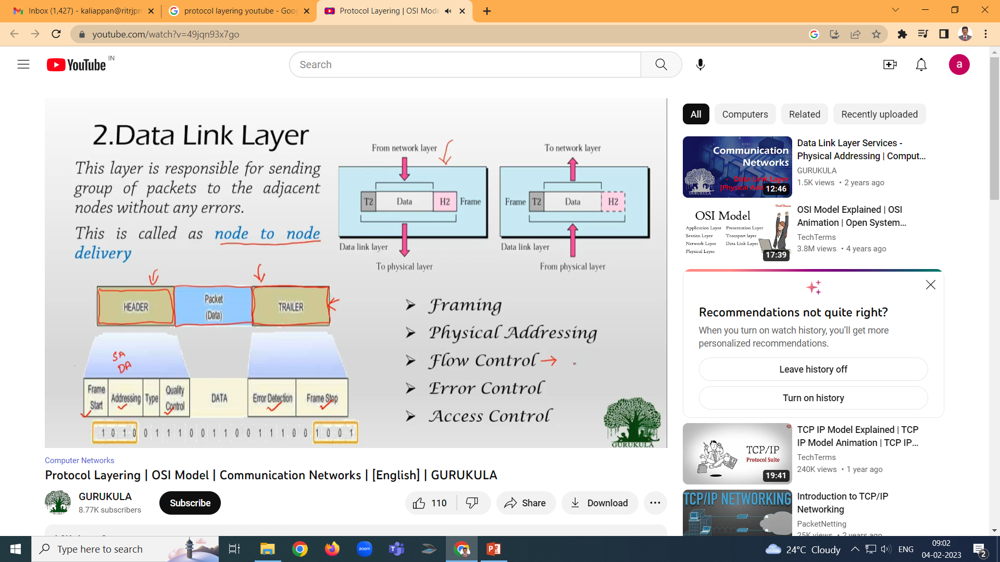 Inbox (1,427) - kaliappan@ritrjpm
protocol layering youtube - Goog
Protocol Layering | OSI Mode
youtube.com/watch?v=49jqn93x7go
YouTube IN
Search
a
2.Data Link Layer
This layer is responsible for sending
group of packets to the adjacent
nodes without any errors.
This is called as node to node
delivery
From network layer
T2 Data H2 Frame
Data link layer
To physical layer
To network layer
Frame T2 Data H2
Data link layer
From physical layer
HEADER
Packet
(Data)
TRAILER
SA
DA
Frame
Start
Addressing
Type
Quality
Control
DATA
Error Detection
Frame Stop
1 0 1 0 0 1 1 1 0 0 1 1 0 0 1 1 1 0 0 1 0 0 1
Framing
Physical Addressing
Flow Control
Error Control
Access Control
GURUKULA
Computer Networks
Protocol Layering | OSI Model | Communication Networks | [English] | GURUKULA
GURUKULA
8.77K subscribers
Subscribe
110
Share
Download
All
Computers
Related
Recently uploaded
Communication
Networks
- Data Link Layer
GURUKULA
12:46
Data Link Layer Services -
Physical Addressing | Comput...
GURUKULA
1.5K views • 2 years ago
TechTerms
OSI Model
Application Layer Presentation Layer
Session Layer Transport layer
Network Layer Data Link Layer
Physical Layer
17:39
OSI Model Explained | OSI
Animation | Open System...
TechTerms
3.8M views • 4 years ago
Recommendations not quite right?
When you turn on watch history, you’ll get more
personalized recommendations.
Leave history off
Turn on history
TCP/IP
Protocol Suite
19:41
TCP IP Model Explained | TCP
IP Model Animation | TCP IP...
TechTerms
240K views • 1 year ago
TCP/IP NETWORKING
Introduction to TCP/IP
Networking
PacketNetting
25K views • 2 years ago
Type here to search
zoom
24°C Cloudy
ENG
09:02
04-02-2023
2